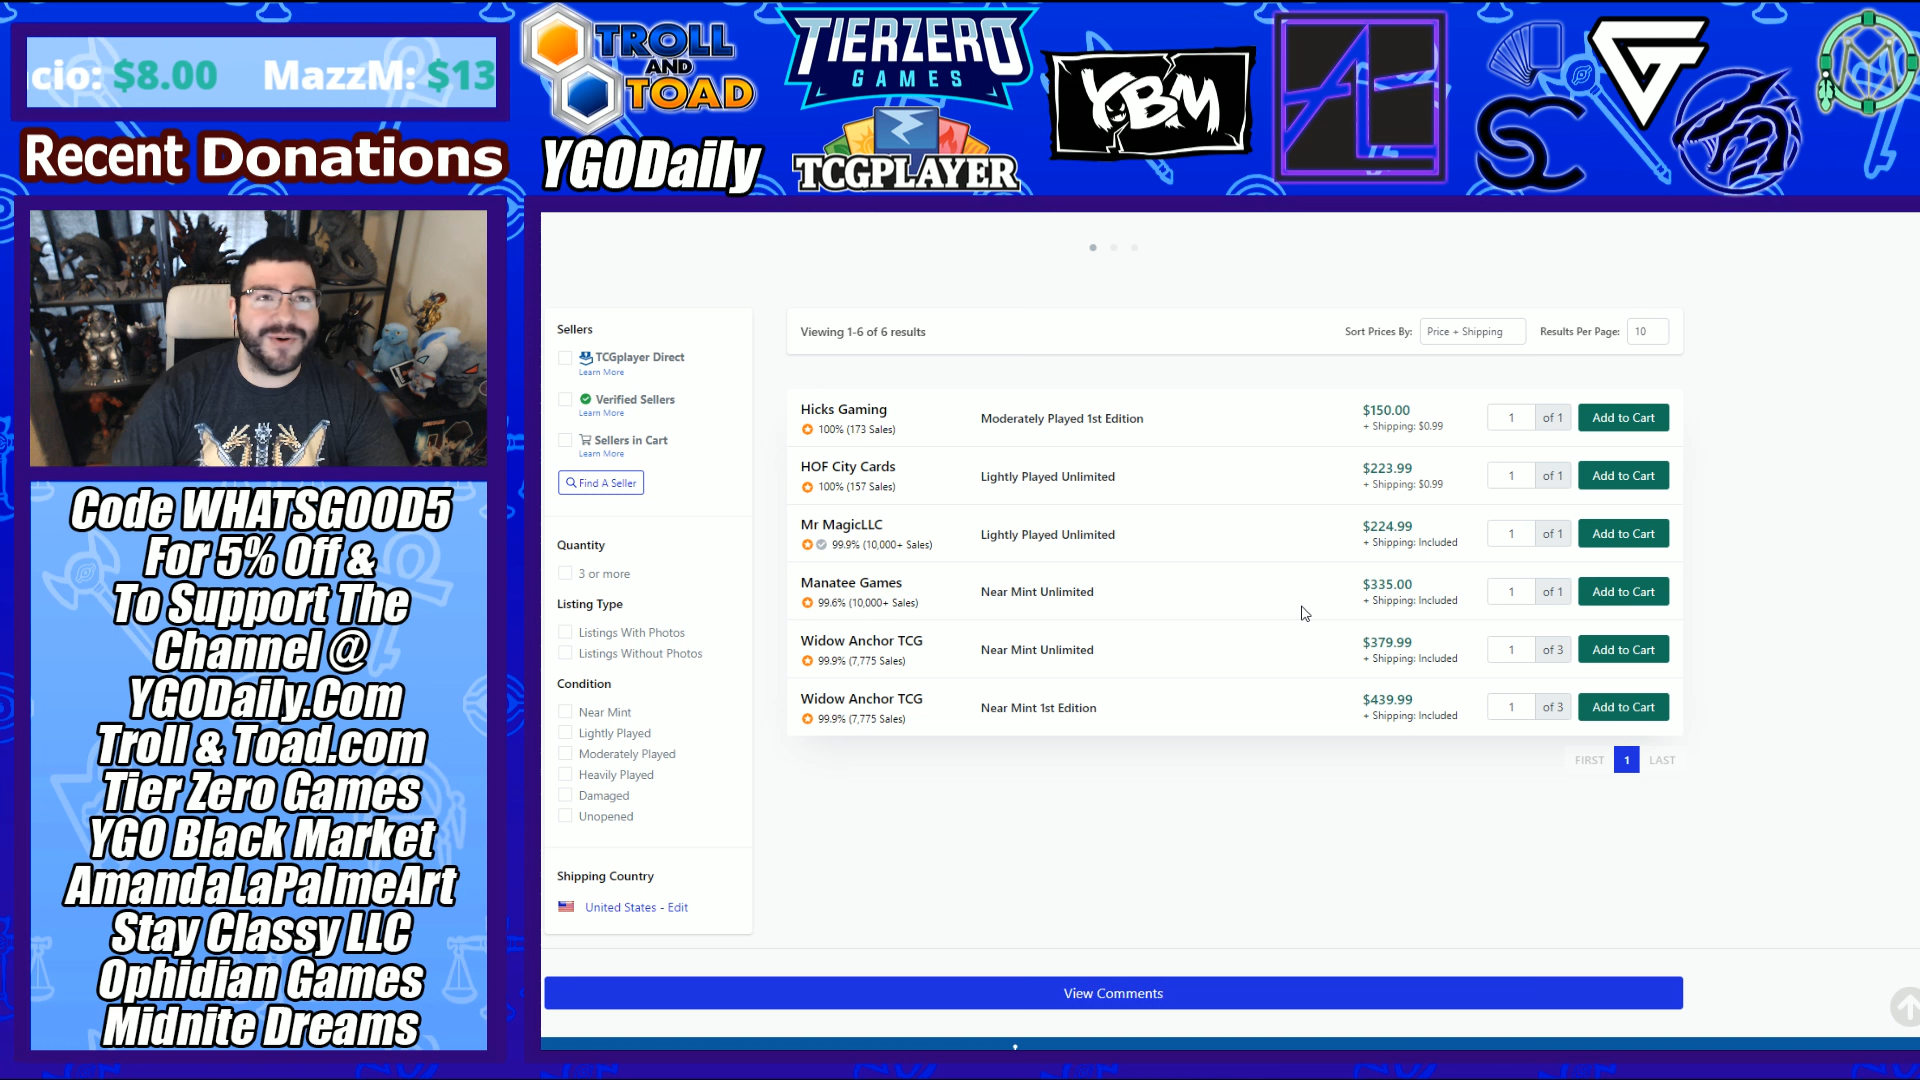 cio: $8.00 MazzM: $13
Recent Donations
TROLL
AND
TOAD
YGODaily
TIERZERO
GAMES
TCGPLAYER
YBM
AL
SC
Code WHATSGOOD5
For 5% Off &
To Support The
Channel @
YGODaily.Com
Troll & Toad.com
Tier Zero Games
YGO Black Market
AmandaLaPalmeArt
Stay Classy LLC
Ophidian Games
Midnite Dreams
Sellers
TCGplayer Direct
Learn More
Verified Sellers
Learn More
Sellers in Cart
Learn More
Find A Seller
Quantity
3 or more
Listing Type
Listings With Photos
Listings Without Photos
Condition
Near Mint
Lightly Played
Moderately Played
Heavily Played
Damaged
Unopened
Shipping Country
United States - Edit
Viewing 1-6 of 6 results
Sort Prices By: Price + Shipping Results Per Page: 10
Hicks Gaming
100% (173 Sales)
Moderately Played 1st Edition
$150.00
+ Shipping: $0.99
1 of 1 Add to Cart
HOF City Cards
100% (157 Sales)
Lightly Played Unlimited
$223.99
+ Shipping: $0.99
1 of 1 Add to Cart
Mr MagicLLC
99.9% (10,000+ Sales)
Lightly Played Unlimited
$224.99
+ Shipping: Included
1 of 1 Add to Cart
Manatee Games
99.6% (10,000+ Sales)
Near Mint Unlimited
$335.00
+ Shipping: Included
1 of 1 Add to Cart
Widow Anchor TCG
99.9% (7,775 Sales)
Near Mint Unlimited
$379.99
+ Shipping: Included
1 of 3 Add to Cart
Widow Anchor TCG
99.9% (7,775 Sales)
Near Mint 1st Edition
$439.99
+ Shipping: Included
1 of 3 Add to Cart
FIRST 1 LAST
View Comments